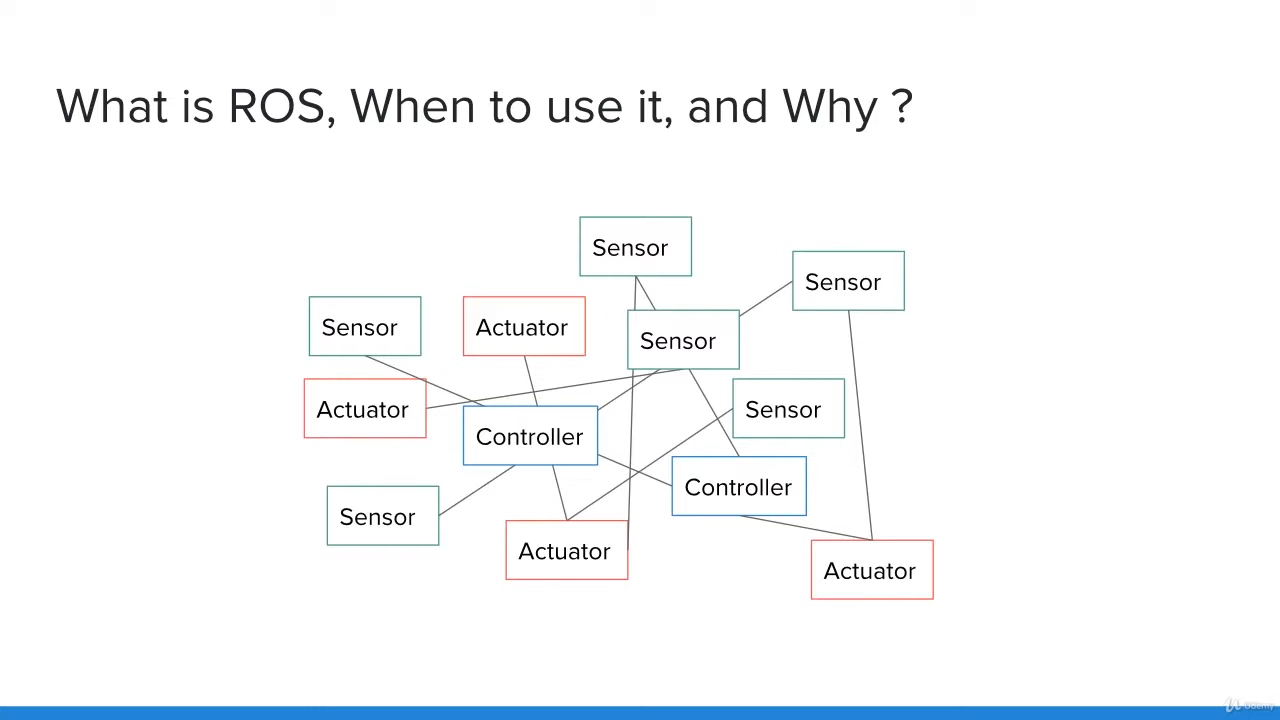 What is ROS, When to use it, and Why ?
Sensor
Sensor
Sensor
Actuator
Sensor
Actuator
Sensor
Controller
Controller
Sensor
Actuator
Actuator
Udemy